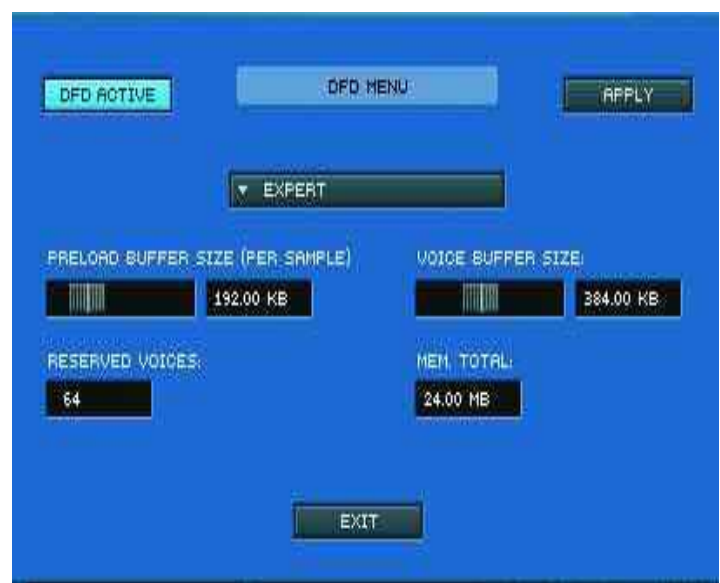 DFD ACTIVE
DFD MENU
APPLY
EXPERT
PRELOAD BUFFER SIZE (PER SAMPLE)
VOICE BUFFER SIZE:
192.00 KB
384.00 KB
RESERVED VOICES:
MEM. TOTAL:
64
24.00 MB
EXIT